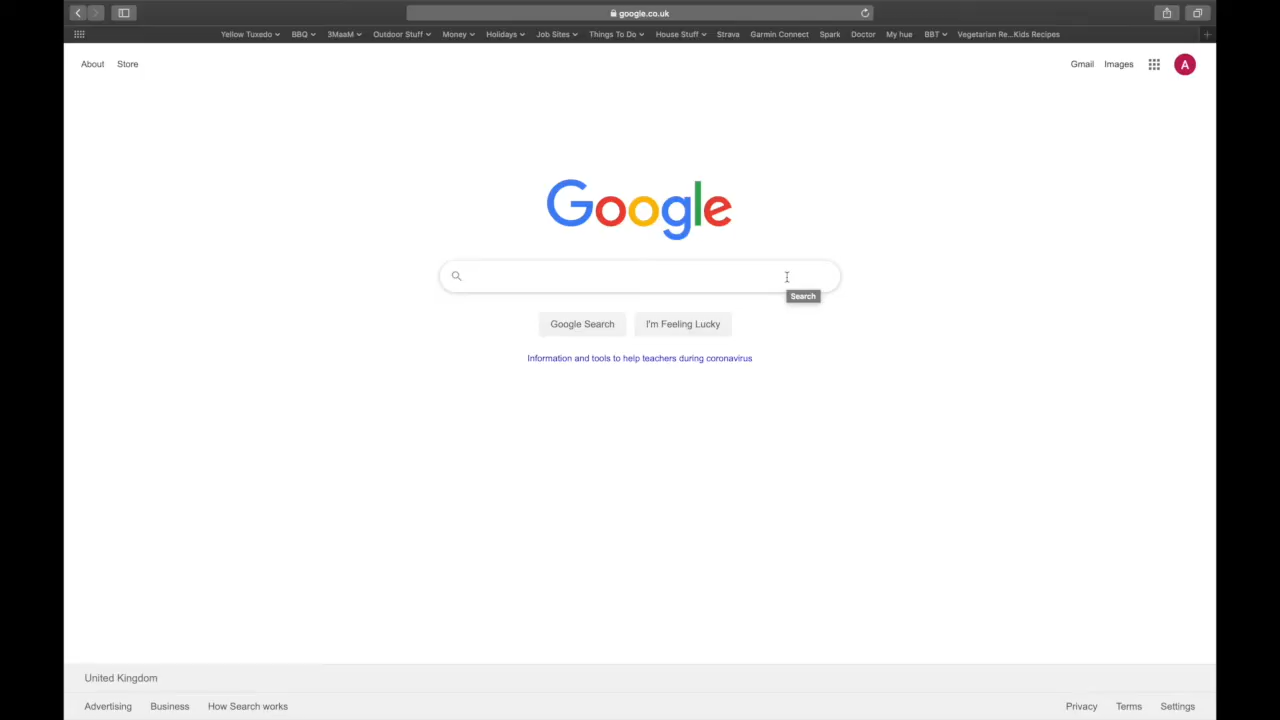 google.co.uk
Yellow Tuxedo BBQ 3MaaM Outdoor Stuff Money Holidays Job Sites Things To Do House Stuff Strava Garmin Connect Spark Doctor My hue BBT Vegetarian Re...Kids Recipes
About Store Gmail Images A
Google
Search
Google Search I'm Feeling Lucky
Information and tools to help teachers during coronavirus
United Kingdom
Advertising Business How Search works Privacy Terms Settings